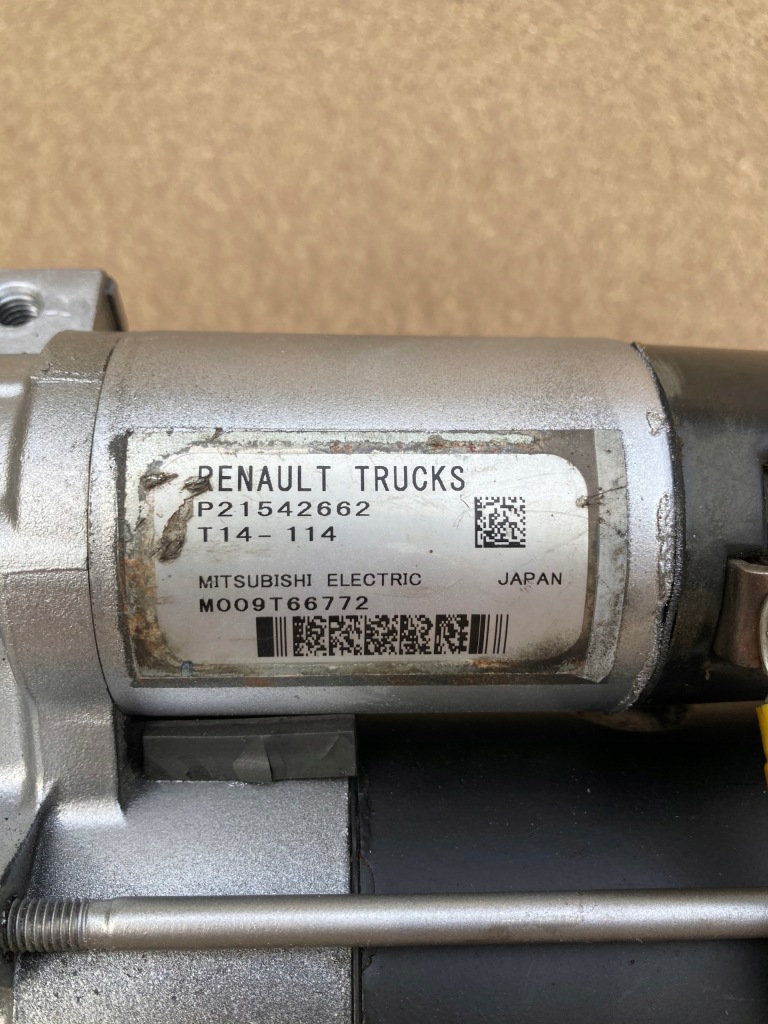 RENAULT TRUCKS
P21542662
T14-114
MITSUBISHI ELECTRIC JAPAN
M009T66772